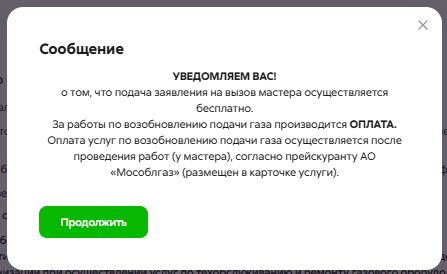 Сообщение
УВЕДОМЛЯЕМ ВАС!
о том, что подача заявления на вызов мастера осуществляется
бесплатно.
За работы по возобновлению подачи газа производится ОПЛАТА.
Оплата услуг по возобновлению подачи газа осуществляется после
проведения работ (у мастера), согласно прейскуранту АО
«Мособлгаз» (размещен в карточке услуги).
Продолжить